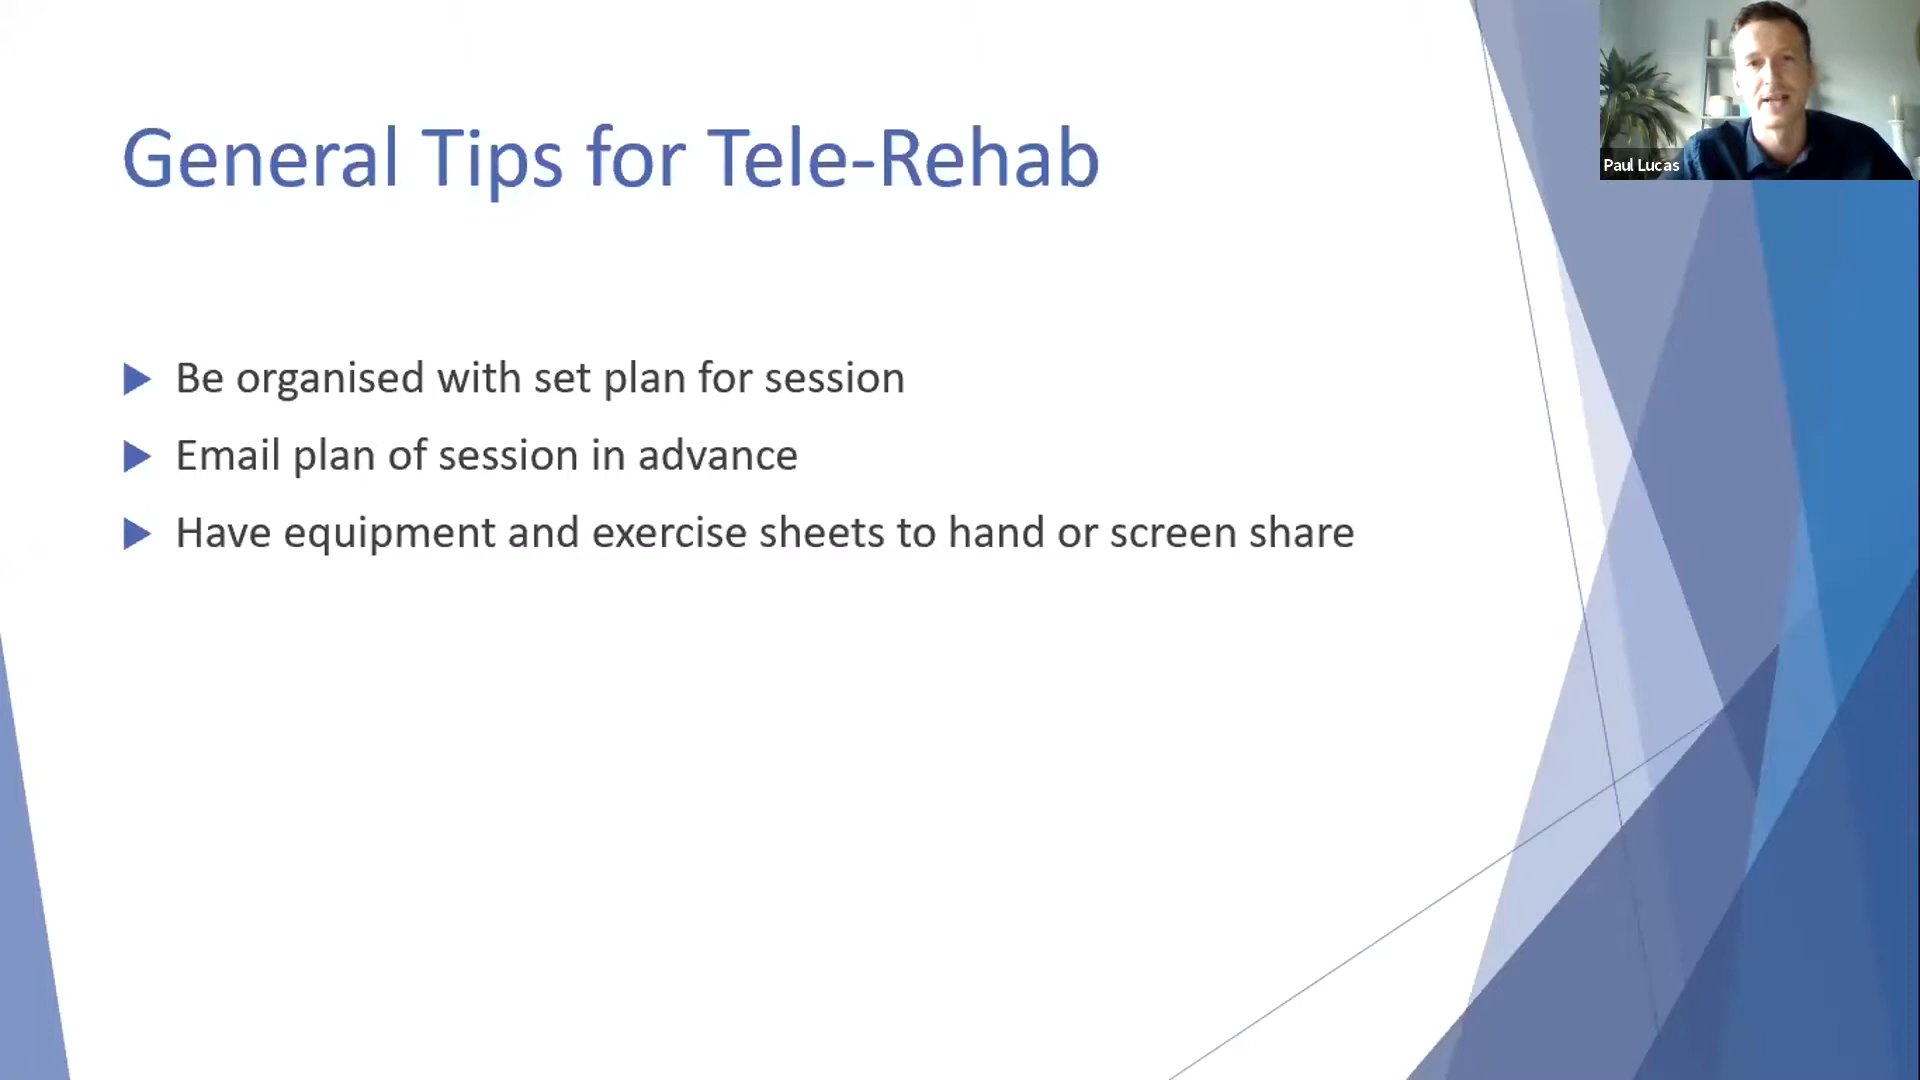 General Tips for Tele-Rehab
Paul Lucas
Be organised with set plan for session
Email plan of session in advance
Have equipment and exercise sheets to hand or screen share